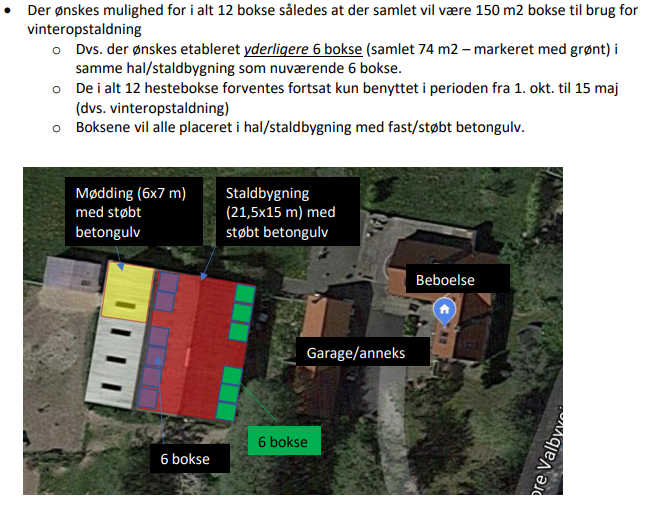 • Der ønskes mulighed for i alt 12 bokse således at der samlet vil være 150 m2 bokse til brug for
vinteropstaldning
o Dvs. der ønskes etableret yderligere 6 bokse (samlet 74 m2 – markeret med grønt) i
samme hal/staldbygning som nuværende 6 bokse.
o De i alt 12 hestebokse forventes fortsat kun benyttet i perioden fra 1. okt. til 15 maj
(dvs. vinteropstaldning)
o Boksene vil alle placeret i hal/staldbygning med fast/støbt betongulv.
Mødding (6x7 m)
med støbt
betongulv
Staldbygning
(21,5x15 m) med
støbt betongulv
Beboelse
Garage/anneks
6 bokse
6 bokse